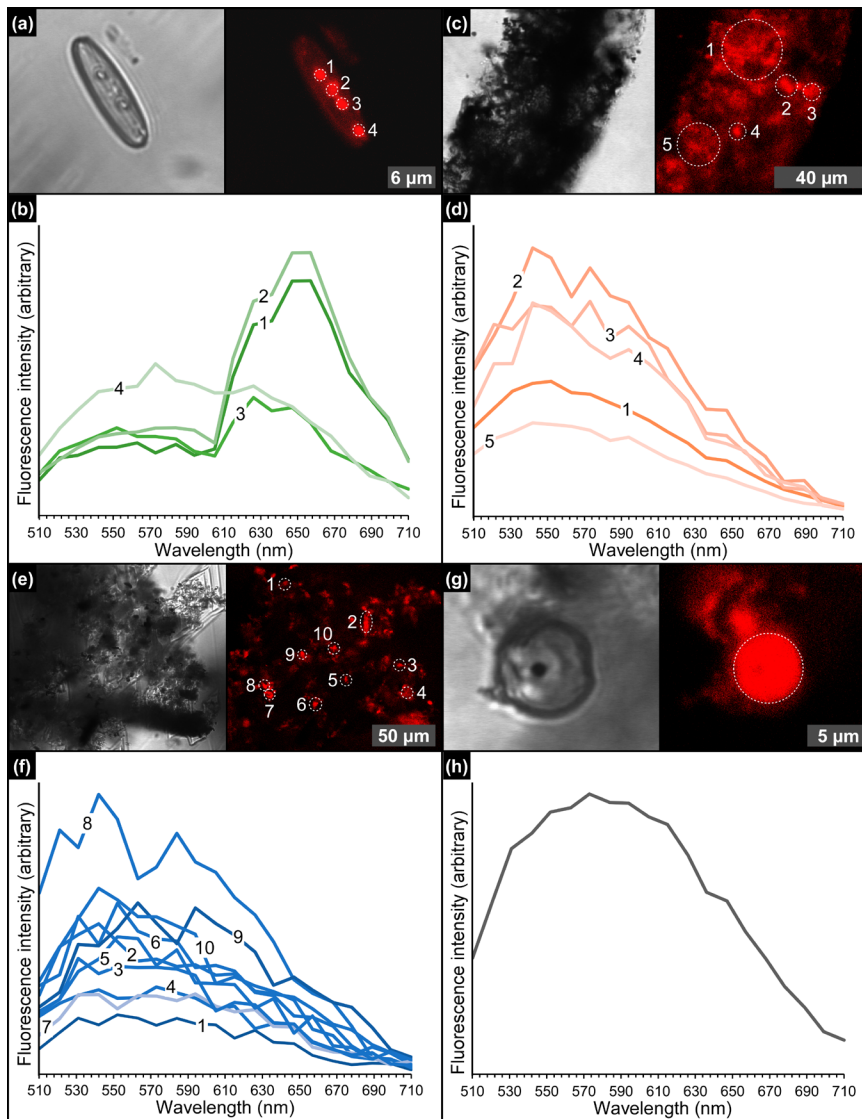 (a)
1
2
3
4
6 µm
(c)
1
2
3
4
5
40 µm
(b)
Fluorescence intensity (arbitrary)
2
1
4
3
510 530 550 570 590 610 630 650 670 690 710
Wavelength (nm)
(d)
Fluorescence intensity (arbitrary)
2
3
4
1
5
510 530 550 570 590 610 630 650 670 690 710
Wavelength (nm)
(e)
1
2
10
9
3
5
8
4
7
6
50 µm
(g)
5 µm
(f)
Fluorescence intensity (arbitrary)
8
9
6
10
5
2
3
4
7
1
510 530 550 570 590 610 630 650 670 690 710
Wavelength (nm)
(h)
Fluorescence intensity (arbitrary)
510 530 550 570 590 610 630 650 670 690 710
Wavelength (nm)